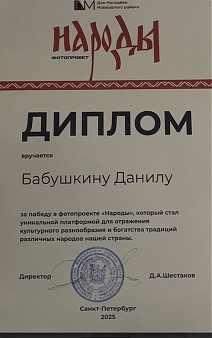 Дом Молодёжи
Московского района
НАРОДЫ
ФОТОПРОЕКТ
ДИПЛОМ
вручается
Бабушкину Данилу
за победу в фотопроекте «Народы», который стал
уникальной платформой для отражения
культурного разнообразия и богатства традиций
различных народов нашей страны.
Директор
Д.А.Шестаков
Санкт-Петербург
2025